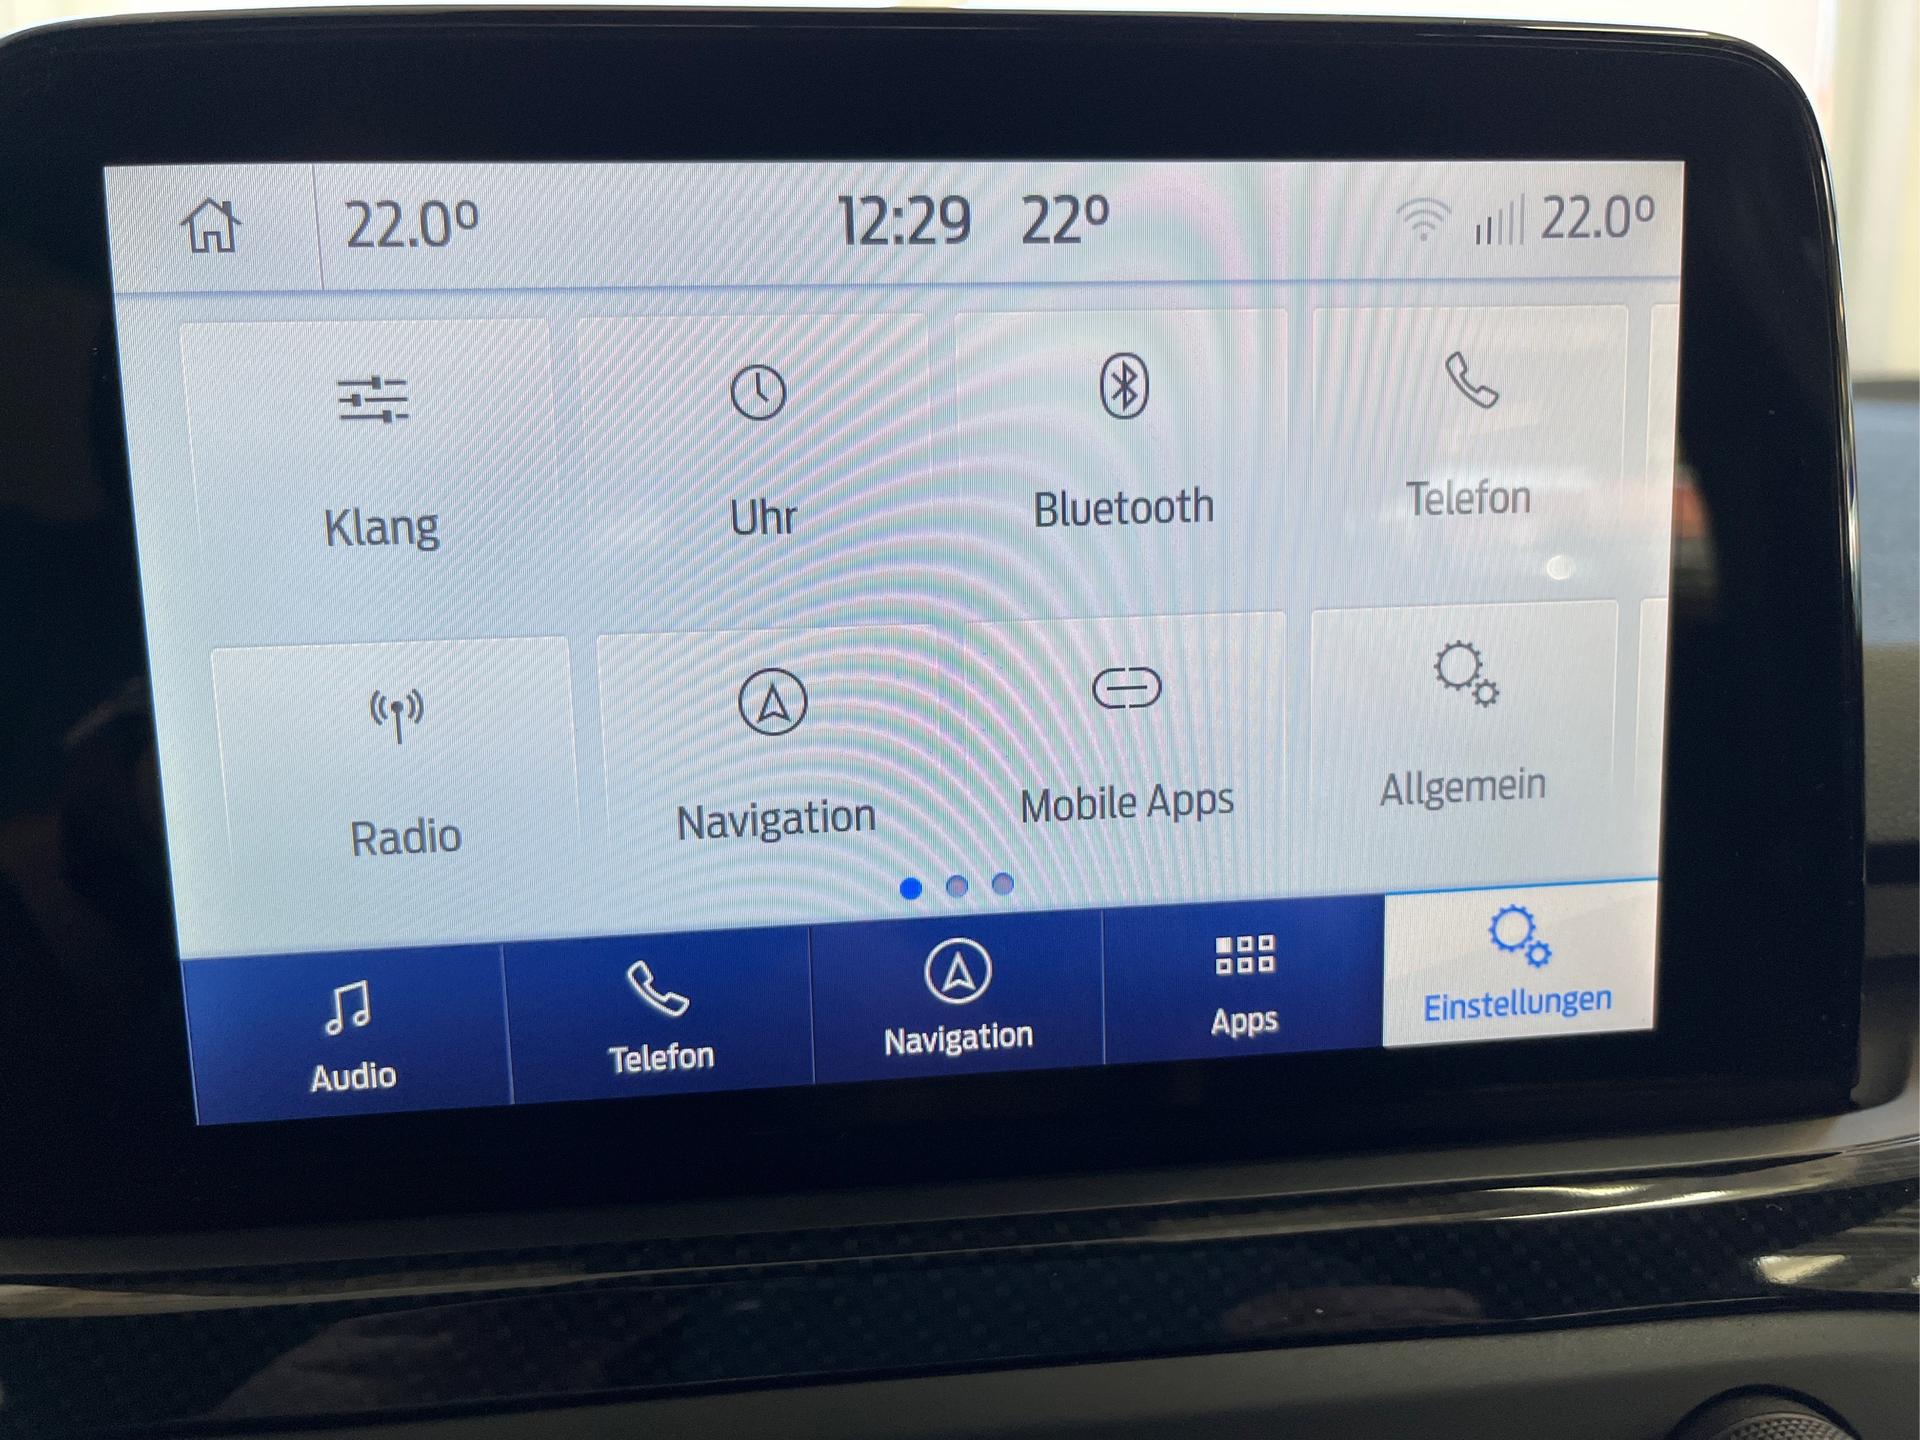 22.0° 12:29 22° 22.0°
Klang Uhr Bluetooth Telefon
Radio Navigation Mobile Apps Allgemein
Audio Telefon Navigation Apps Einstellungen